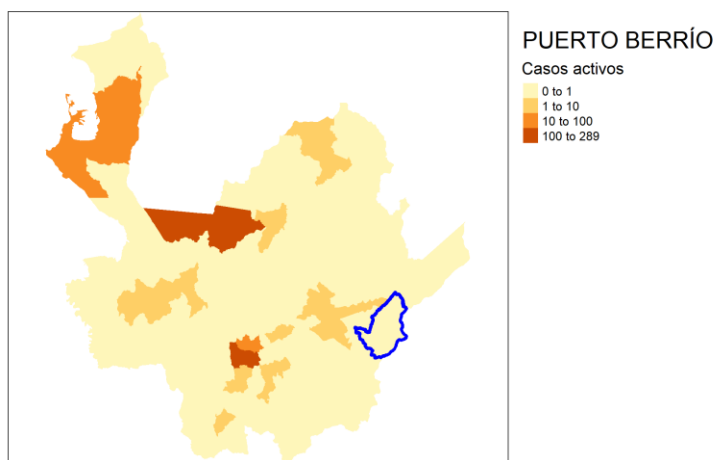 PUERTO BERRÍO
Casos activos
0 to 1
1 to 10
10 to 100
100 to 289